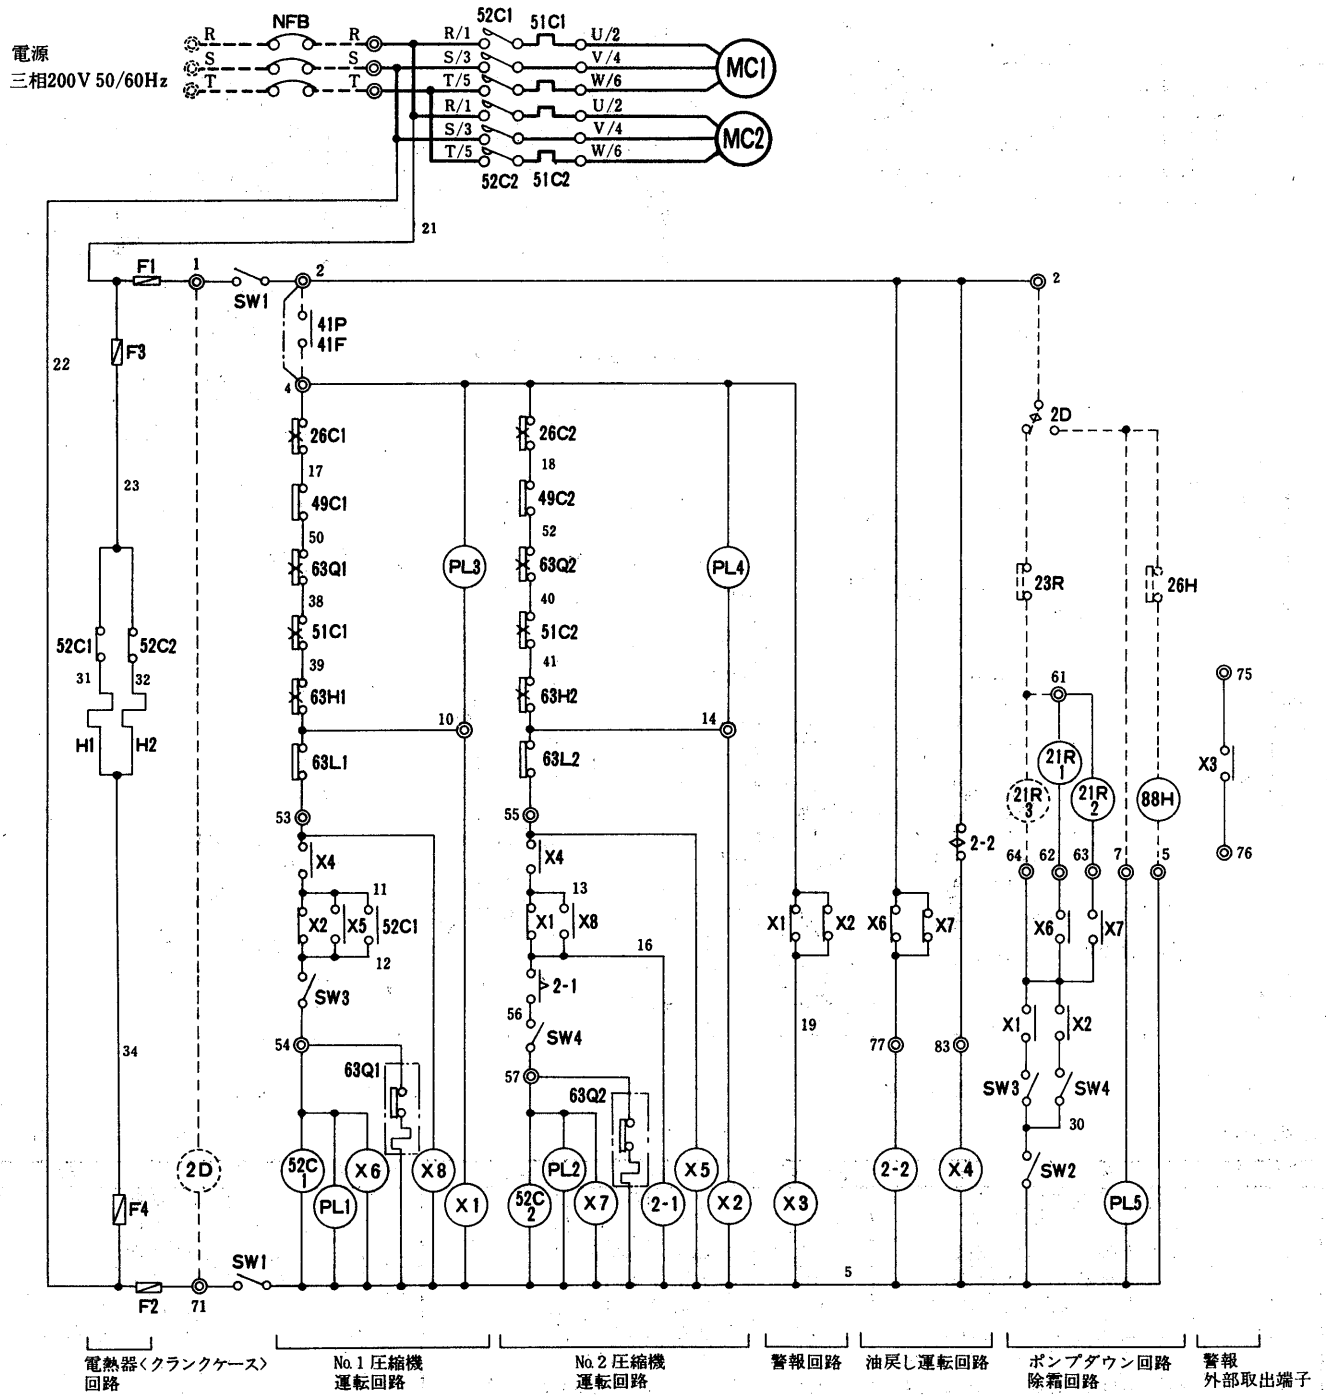 52C1 51C1
NFB
電源
三相200V 50/60Hz
R R R/1 U/2
S S S/3 V/4
T T T/5 W/6
MC1
R/1 U/2
S/3 V/4
T/5 W/6
MC2
52C2 51C2
21
F1 1 SW1 2 2
41P
41F
22 F3
4
2D
26C1 26C2
17 18
23 49C1 49C2
50 52
63Q1 PL3 63Q2 PL4 23R 26H
38 40
52C1 52C2 51C1 51C2
31 32 39 41
63H1 63H2 61 75
10 14
H1 H2 63L1 63L2 X3
21R
1
21R
3
21R
2
88H
53 55
2-2
X4 X4 64 62 63 7 5 76
11 13
X2 X5 52C1 X1 X8 X1 X2 X6 X7 X6 X7
12 16
SW3 2-1
56 19 X1 X2
34 54 SW4 77 83
63Q1 57 63Q2 SW3 SW4
30
2D 52C
1
X6 X8 PL2 X5 2-2 X4 SW2
F4 PL1 X1 52C
2
X7 2-1 X2 X3 PL5
SW1
5
F2 71
電熱器<クランクケース>
回路
No.1 圧縮機
運転回路
No.2 圧縮機
運転回路
警報回路
油戻し運転回路
ポンプダウン回路
除霜回路
警報
外部取出端子